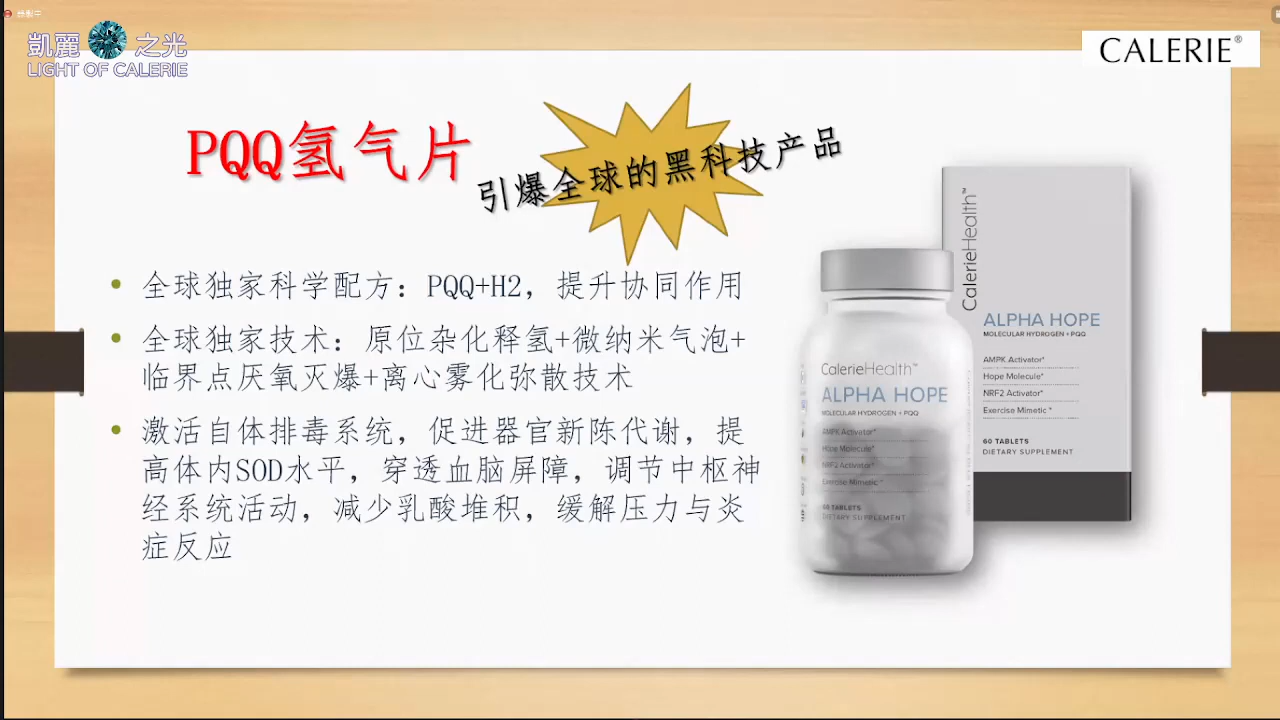 凱麗之光
LIGHT OF CALERIE
CALERIE®
PQQ氢气片
引爆全球的黑科技产品
• 全球独家科学配方：PQQ+H2，提升协同作用
• 全球独家技术：原位杂化释氢+微纳米气泡+
临界点厌氧灭爆+离心雾化弥散技术
• 激活自体排毒系统，促进器官新陈代谢，提
高体内SOD水平，穿透血脑屏障，调节中枢神
经系统活动，减少乳酸堆积，缓解压力与炎
症反应
CalerieHealth™
ALPHA HOPE
MOLECULAR HYDROGEN + PQQ
AMPK Activator*
Hope Molecule*
NRF2 Activator*
Exercise Mimetic *
60 TABLETS
DIETARY SUPPLEMENT
CalerieHealth™
ALPHA HOPE
MOLECULAR HYDROGEN + PQQ
AMPK Activator*
Hope Molecule*
NRF2 Activator*
Exercise Mimetic *
60 TABLETS
DIETARY SUPPLEMENT